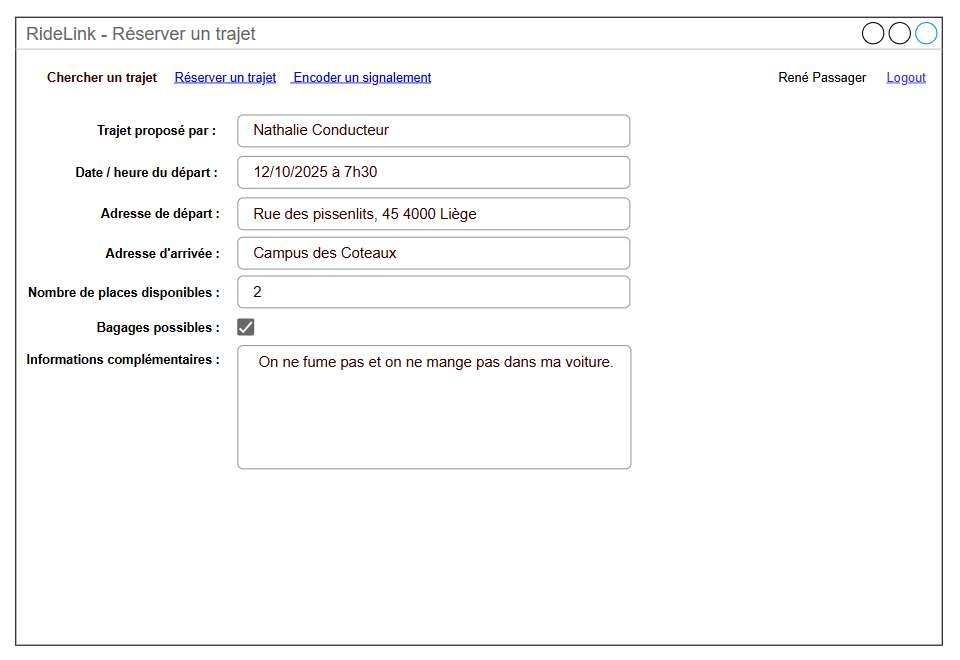 RideLink - Réserver un trajet
Chercher un trajet Réserver un trajet Encoder un signalement René Passager Logout
Trajet proposé par : Nathalie Conducteur
Date / heure du départ : 12/10/2025 à 7h30
Adresse de départ : Rue des pissenlits, 45 4000 Liège
Adresse d'arrivée : Campus des Coteaux
Nombre de places disponibles : 2
Bagages possibles :
Informations complémentaires : On ne fume pas et on ne mange pas dans ma voiture.